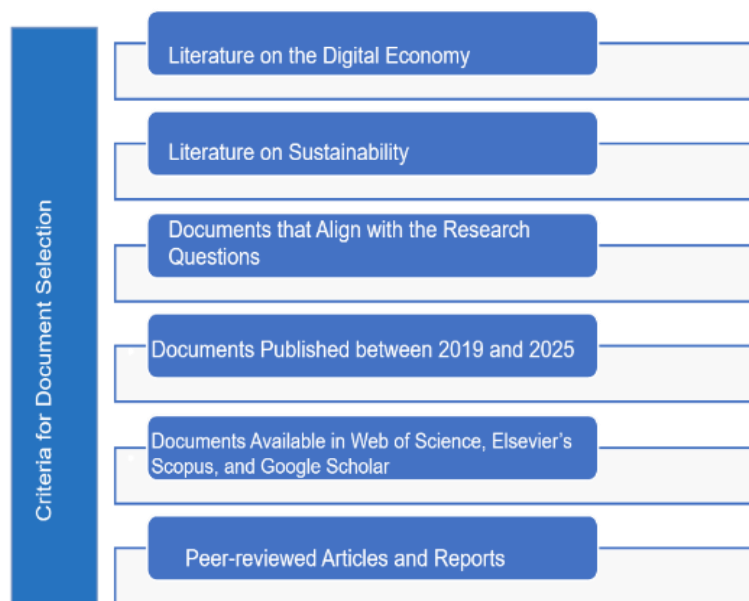 Criteria for Document Selection
Literature on the Digital Economy
Literature on Sustainability
Documents that Align with the Research
Questions
Documents Published between 2019 and 2025
Documents Available in Web of Science, Elsevier’s
Scopus, and Google Scholar
Peer-reviewed Articles and Reports